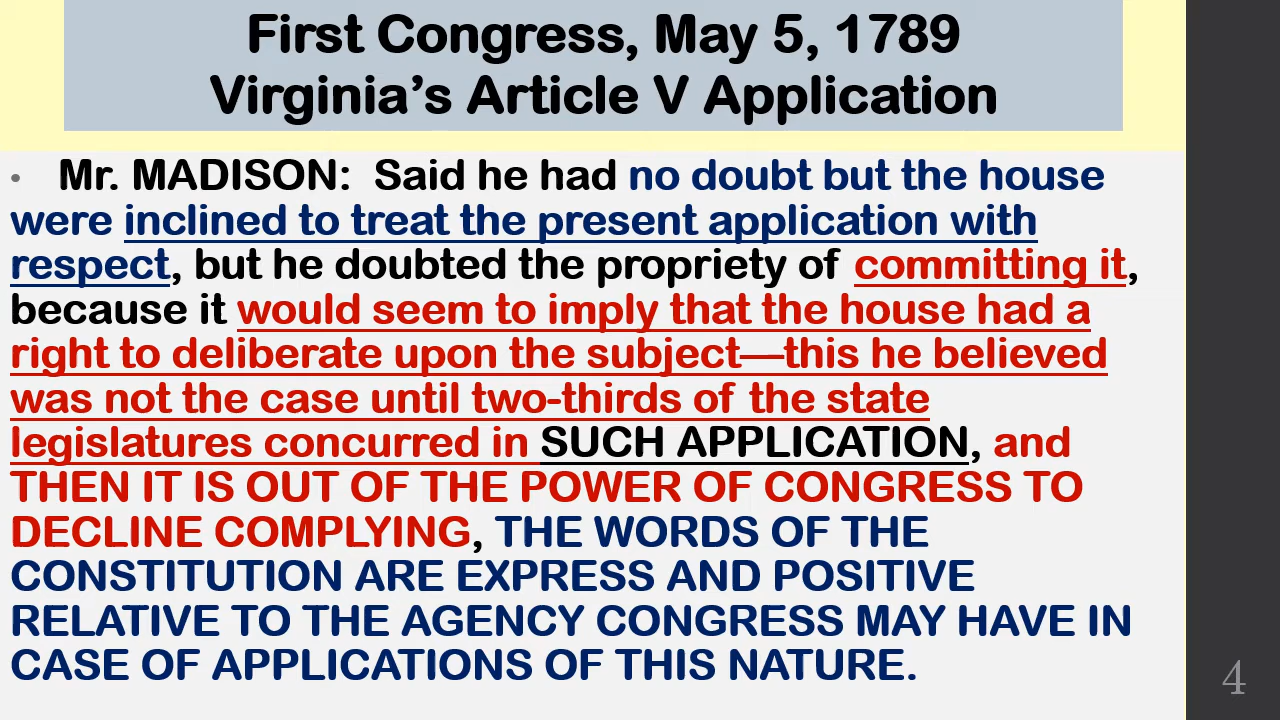 First Congress, May 5, 1789
Virginia’s Article V Application
• Mr. MADISON: Said he had no doubt but the house
were inclined to treat the present application with
respect, but he doubted the propriety of committing it,
because it would seem to imply that the house had a
right to deliberate upon the subject—this he believed
was not the case until two-thirds of the state
legislatures concurred in SUCH APPLICATION, and
THEN IT IS OUT OF THE POWER OF CONGRESS TO
DECLINE COMPLYING, THE WORDS OF THE
CONSTITUTION ARE EXPRESS AND POSITIVE
RELATIVE TO THE AGENCY CONGRESS MAY HAVE IN
CASE OF APPLICATIONS OF THIS NATURE.
4